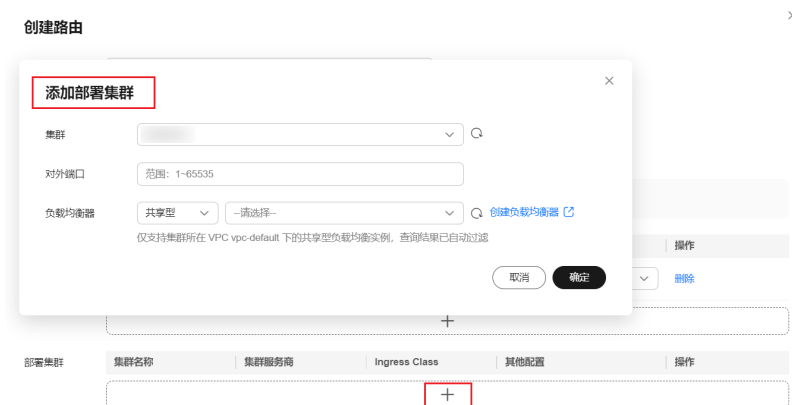 创建路由
添加部署集群
集群
对外端口
范围：1~65535
负载均衡器
共享型
--请选择--
创建负载均衡器
仅支持集群所在 VPC vpc-default 下的共享型负载均衡实例，查询结果已自动过滤
取消
确定
操作
删除
部署集群
集群名称
集群服务商
Ingress Class
其他配置
操作